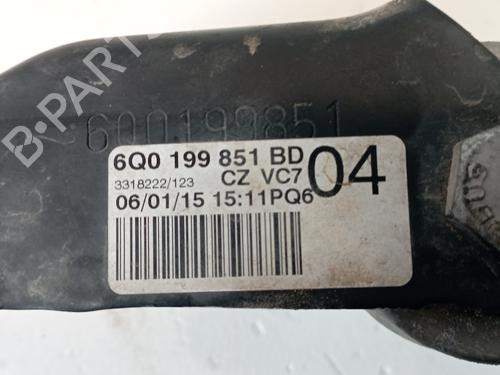 B-PARTS
6Q0199851
6Q0 199 851 BD
04
3318222/123
CZ VC7
06/01/15 15:11PQ6